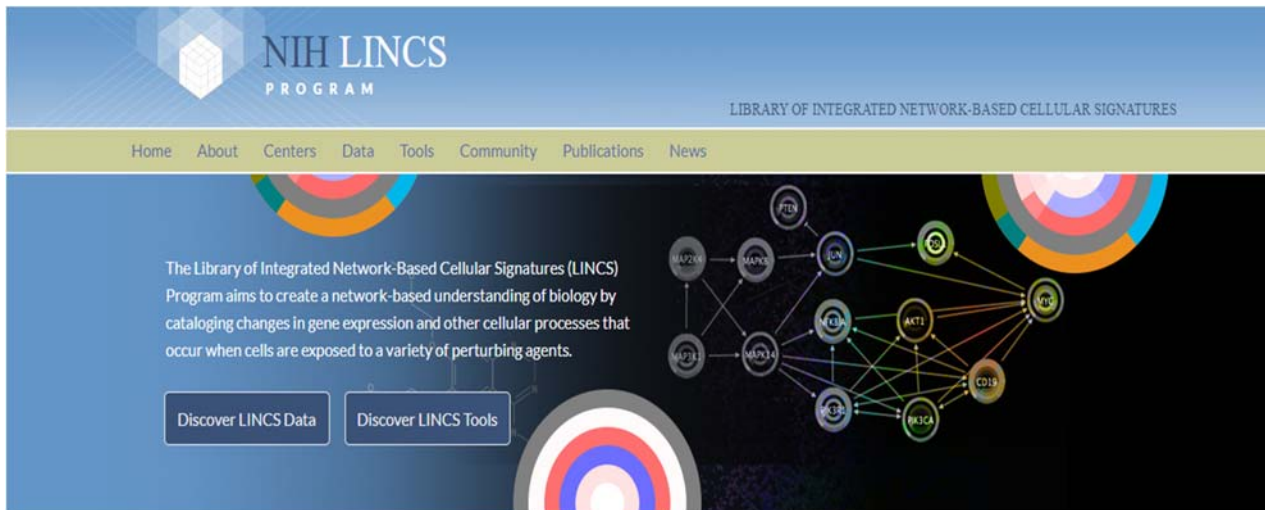 NIH LINCS
PROGRAM
LIBRARY OF INTEGRATED NETWORK-BASED CELLULAR SIGNATURES
Home About Centers Data Tools Community Publications News
The Library of Integrated Network-Based Cellular Signatures (LINCS)
Program aims to create a network-based understanding of biology by
cataloging changes in gene expression and other cellular processes that
occur when cells are exposed to a variety of perturbing agents.
Discover LINCS Data Discover LINCS Tools
PTEN
JUN
MAP2K4
MYC
AKT1
MAP3K1
MAPK14
CD19
PIK3R1
PIK3CA